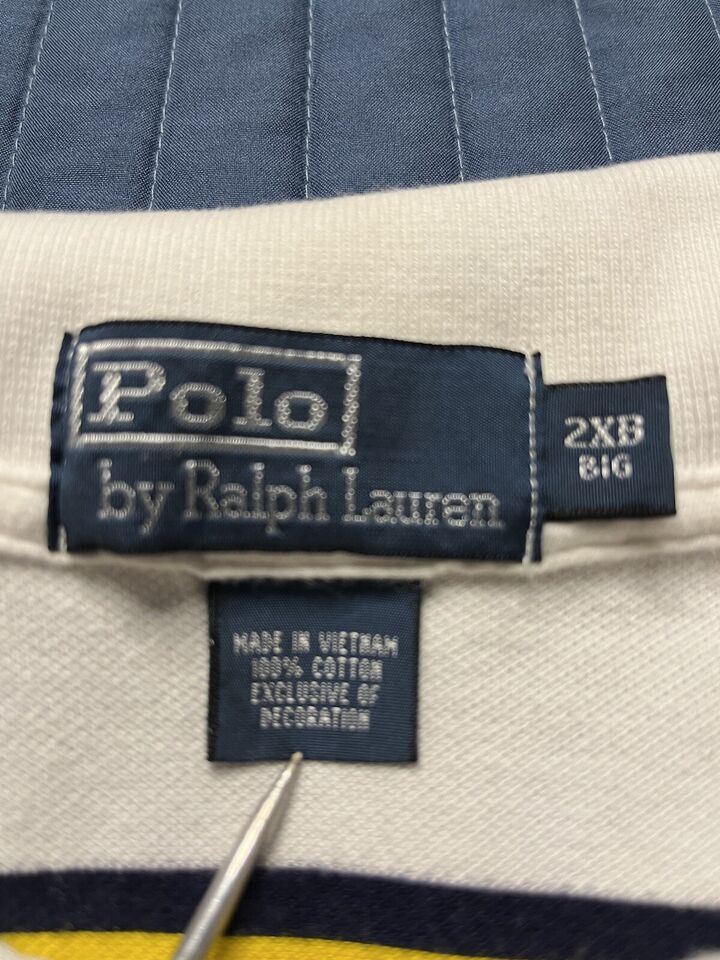 Polo
by Ralph Lauren
2XB
BIG
MADE IN VIETNAM
100% COTTON
EXCLUSIVE OF
DECORATION